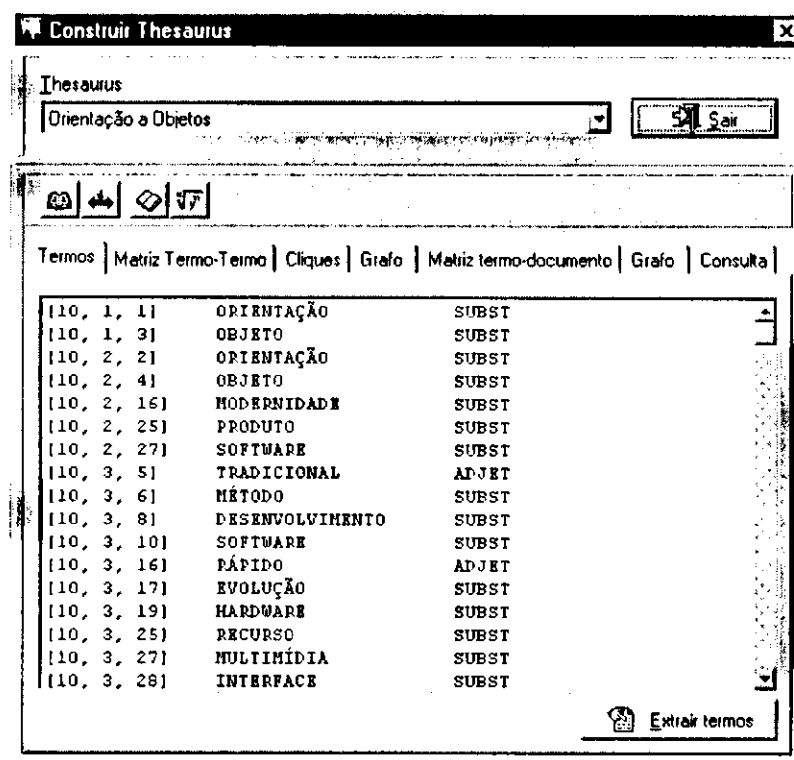 Construir Thesaurus
Thesaurus
Orientação a Objetos
Sair
Termos Matriz Termo-Termo Cliques Grafo Matriz termo-documento Grafo Consulta
[10, 1, 1] ORIENTAÇÃO SUBST
[10, 1, 3] OBJETO SUBST
[10, 2, 2] ORIENTAÇÃO SUBST
[10, 2, 4] OBJETO SUBST
[10, 2, 16] MODERNIDADE SUBST
[10, 2, 25] PRODUTO SUBST
[10, 2, 27] SOFTWARE SUBST
[10, 3, 5] TRADICIONAL ADJET
[10, 3, 6] MÉTODO SUBST
[10, 3, 8] DESENVOLVIMENTO SUBST
[10, 3, 10] SOFTWARE SUBST
[10, 3, 16] RÁPIDO ADJET
[10, 3, 17] EVOLUÇÃO SUBST
[10, 3, 19] HARDWARE SUBST
[10, 3, 25] RECURSO SUBST
[10, 3, 27] MULTIMÍDIA SUBST
[10, 3, 28] INTERFACE SUBST
Extrair termos